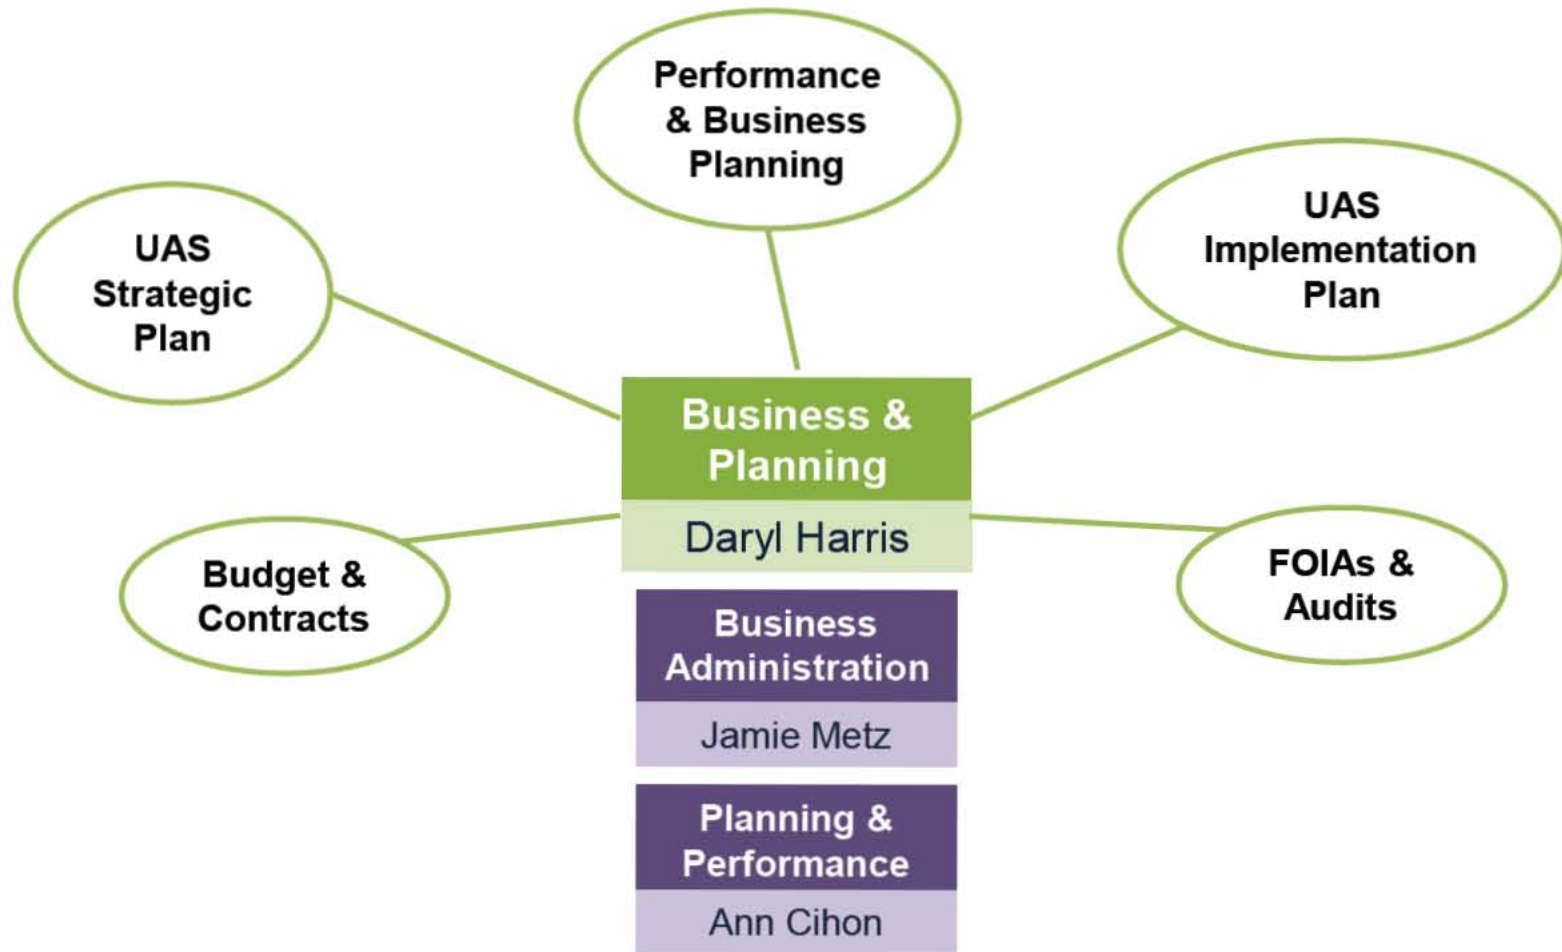 Performance
& Business
Planning
UAS
Strategic
Plan
UAS
Implementation
Plan
Business &
Planning
Daryl Harris
Budget &
Contracts
FOIAs &
Audits
Business
Administration
Jamie Metz
Planning &
Performance
Ann Cihon